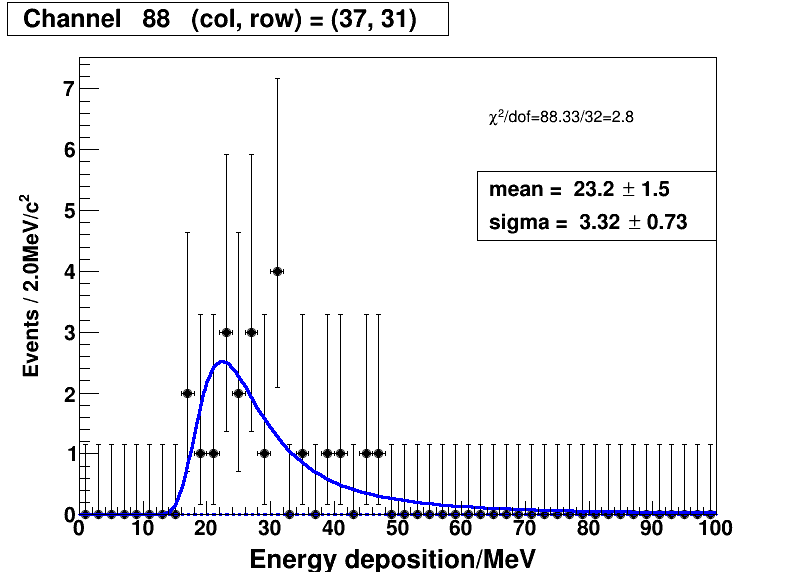 Channel 88 (col, row) = (37, 31)
χ²/dof=88.33/32=2.8
mean = 23.2 ± 1.5
sigma = 3.32 ± 0.73
Events / 2.0MeV/c²
7
6
5
4
3
2
1
0
0 10 20 30 40 50 60 70 80 90 100
Energy deposition/MeV